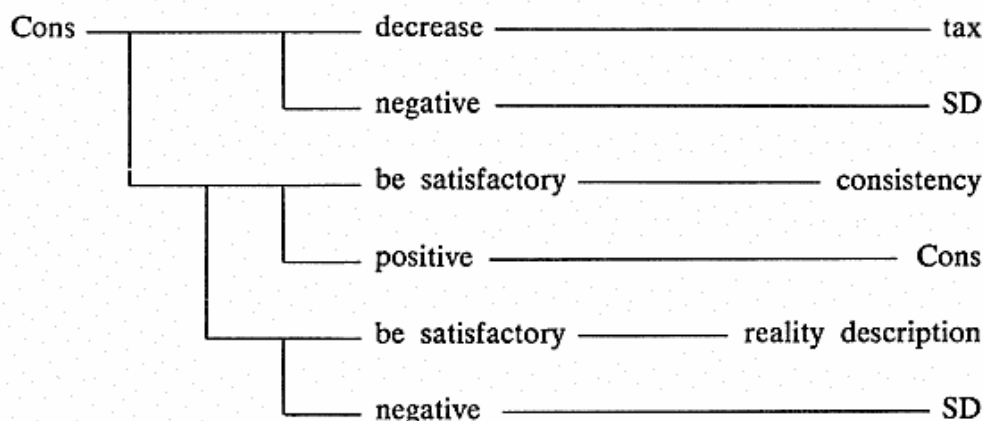 Cons decrease tax
negative SD
be satisfactory consistency
positive Cons
be satisfactory reality description
negative SD